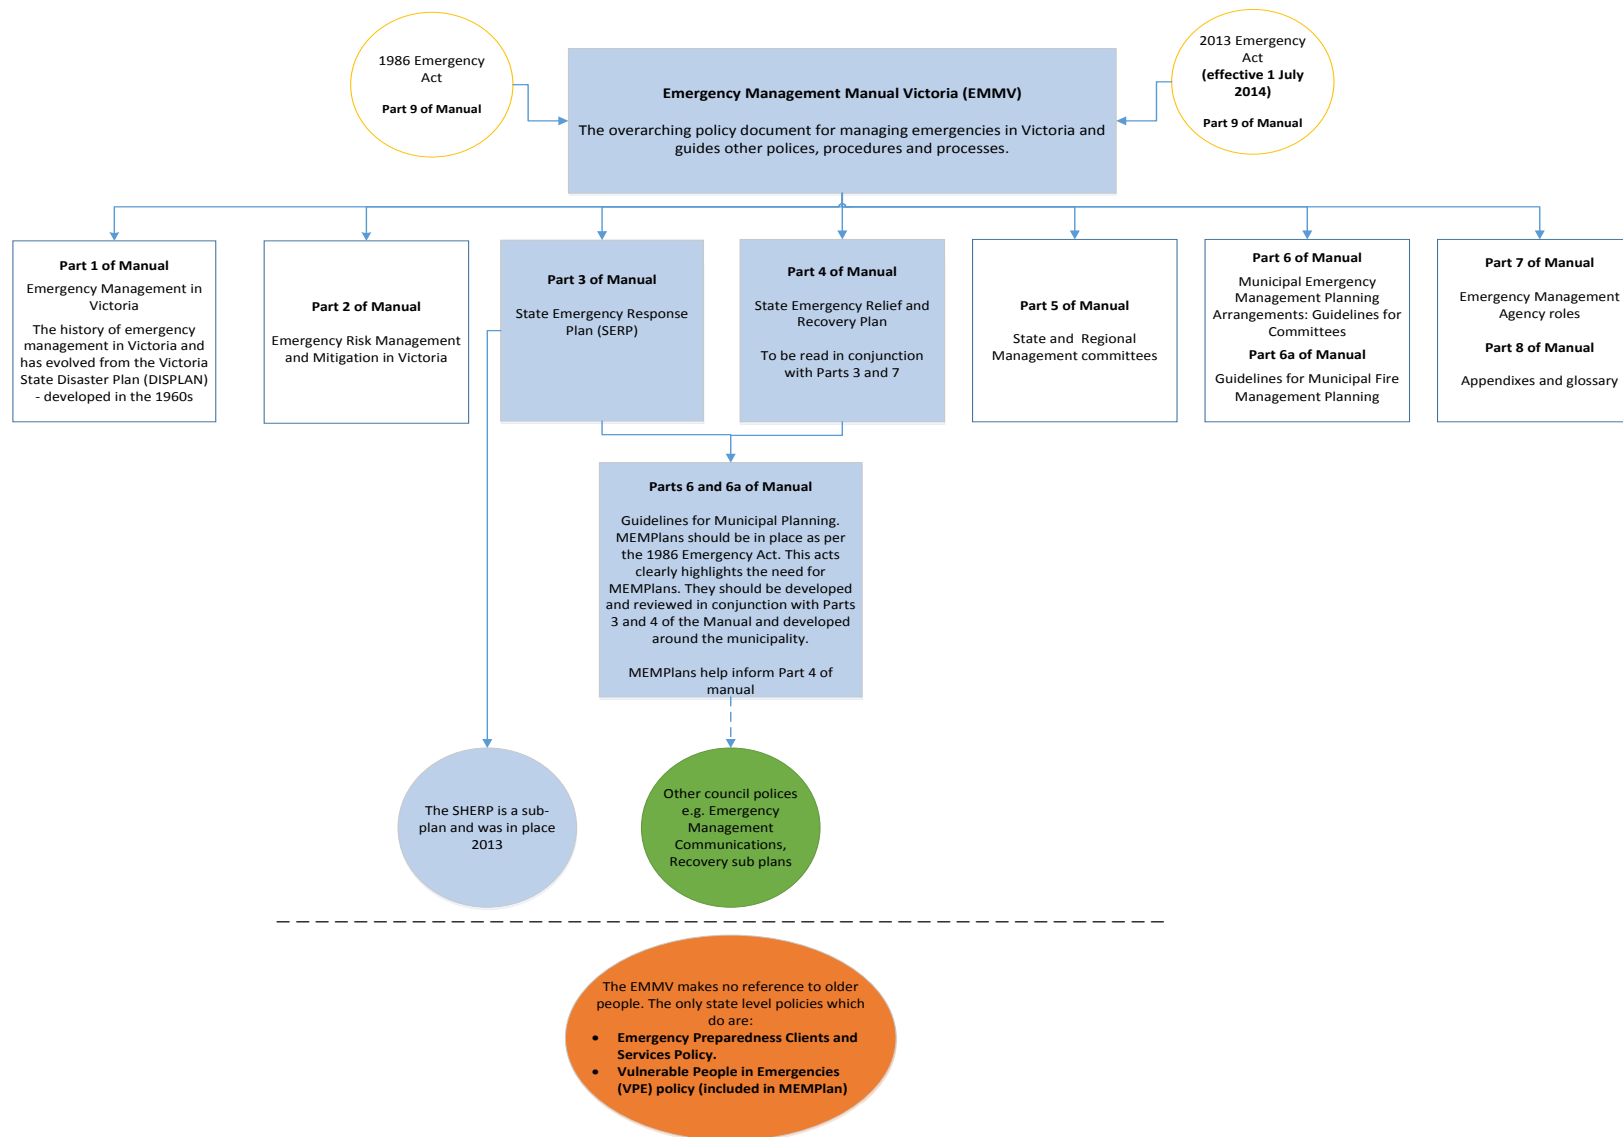 1986 Emergency
Act
Part 9 of Manual
Emergency Management Manual Victoria (EMMV)
The overarching policy document for managing emergencies in Victoria and
guides other polices, procedures and processes.
2013 Emergency
Act
(effective 1 July
2014)
Part 9 of Manual
Part 1 of Manual
Emergency Management in
Victoria
The history of emergency
management in Victoria and
has evolved from the Victoria
State Disaster Plan (DISPLAN)
- developed in the 1960s
Part 2 of Manual
Emergency Risk Management
and Mitigation in Victoria
Part 3 of Manual
State Emergency Response
Plan (SERP)
Part 4 of Manual
State Emergency Relief and
Recovery Plan
To be read in conjunction
with Parts 3 and 7
Part 5 of Manual
State and Regional
Management committees
Part 6 of Manual
Municipal Emergency
Management Planning
Arrangements: Guidelines for
Committees
Part 6a of Manual
Guidelines for Municipal Fire
Management Planning
Part 7 of Manual
Emergency Management
Agency roles
Part 8 of Manual
Appendixes and glossary
Parts 6 and 6a of Manual
Guidelines for Municipal Planning.
MEMPlans should be in place as per
the 1986 Emergency Act. This acts
clearly highlights the need for
MEMPlans. They should be developed
and reviewed in conjunction with Parts
3 and 4 of the Manual and developed
around the municipality.
MEMPlans help inform Part 4 of
manual
The SHERP is a sub-
plan and was in place
2013
Other council polices
e.g. Emergency
Management
Communications,
Recovery sub plans
The EMMV makes no reference to older
people. The only state level policies which
do are:
• Emergency Preparedness Clients and
Services Policy.
• Vulnerable People in Emergencies
(VPE) policy (included in MEMPlan)